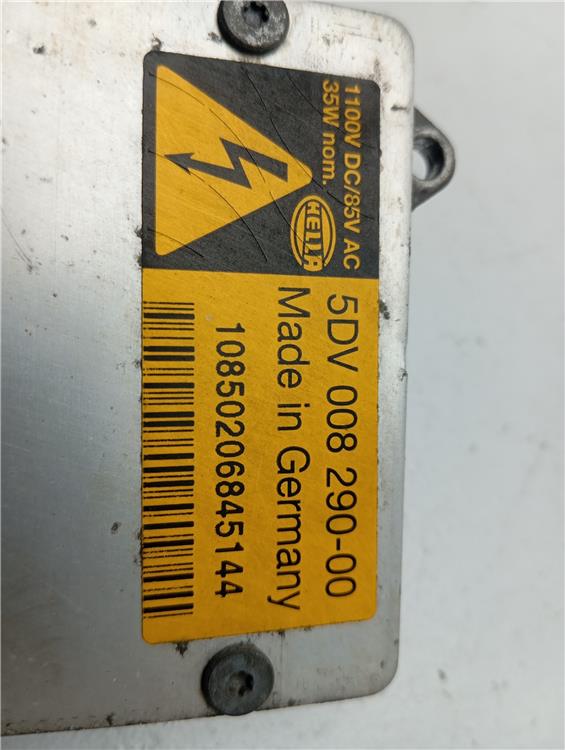 1100V DC/85V AC
35W nom.
HELLA
5DV 008 290-00
Made in Germany
10850206845144